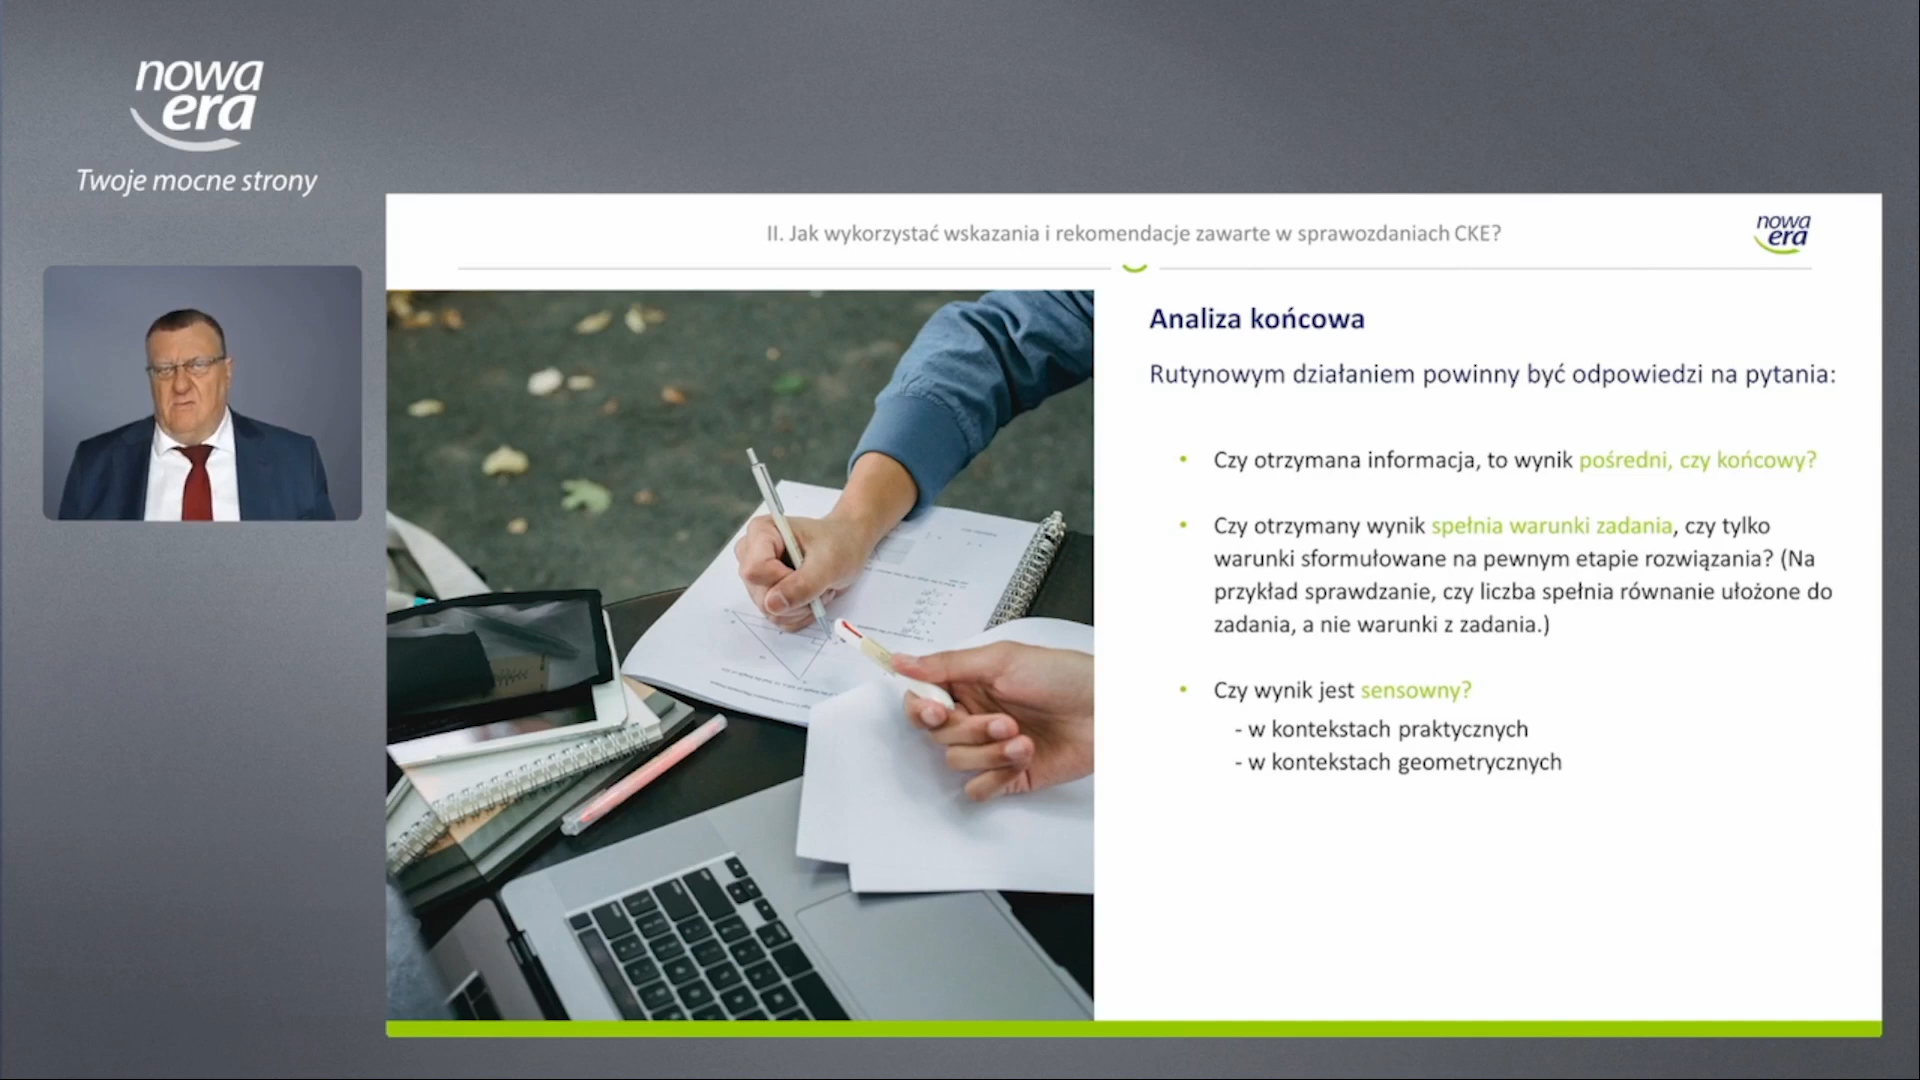 nowa
era
Twoje mocne strony
II. Jak wykorzystać wskazania i rekomendacje zawarte w sprawozdaniach CKE?
nowa
era
Analiza końcowa
Rutynowym działaniem powinny być odpowiedzi na pytania:
• Czy otrzymana informacja, to wynik pośredni, czy końcowy?
• Czy otrzymany wynik spełnia warunki zadania, czy tylko
warunki sformułowane na pewnym etapie rozwiązania? (Na
przykład sprawdzanie, czy liczba spełnia równanie ułożone do
zadania, a nie warunki z zadania.)
• Czy wynik jest sensowny?
- w kontekstach praktycznych
- w kontekstach geometrycznych